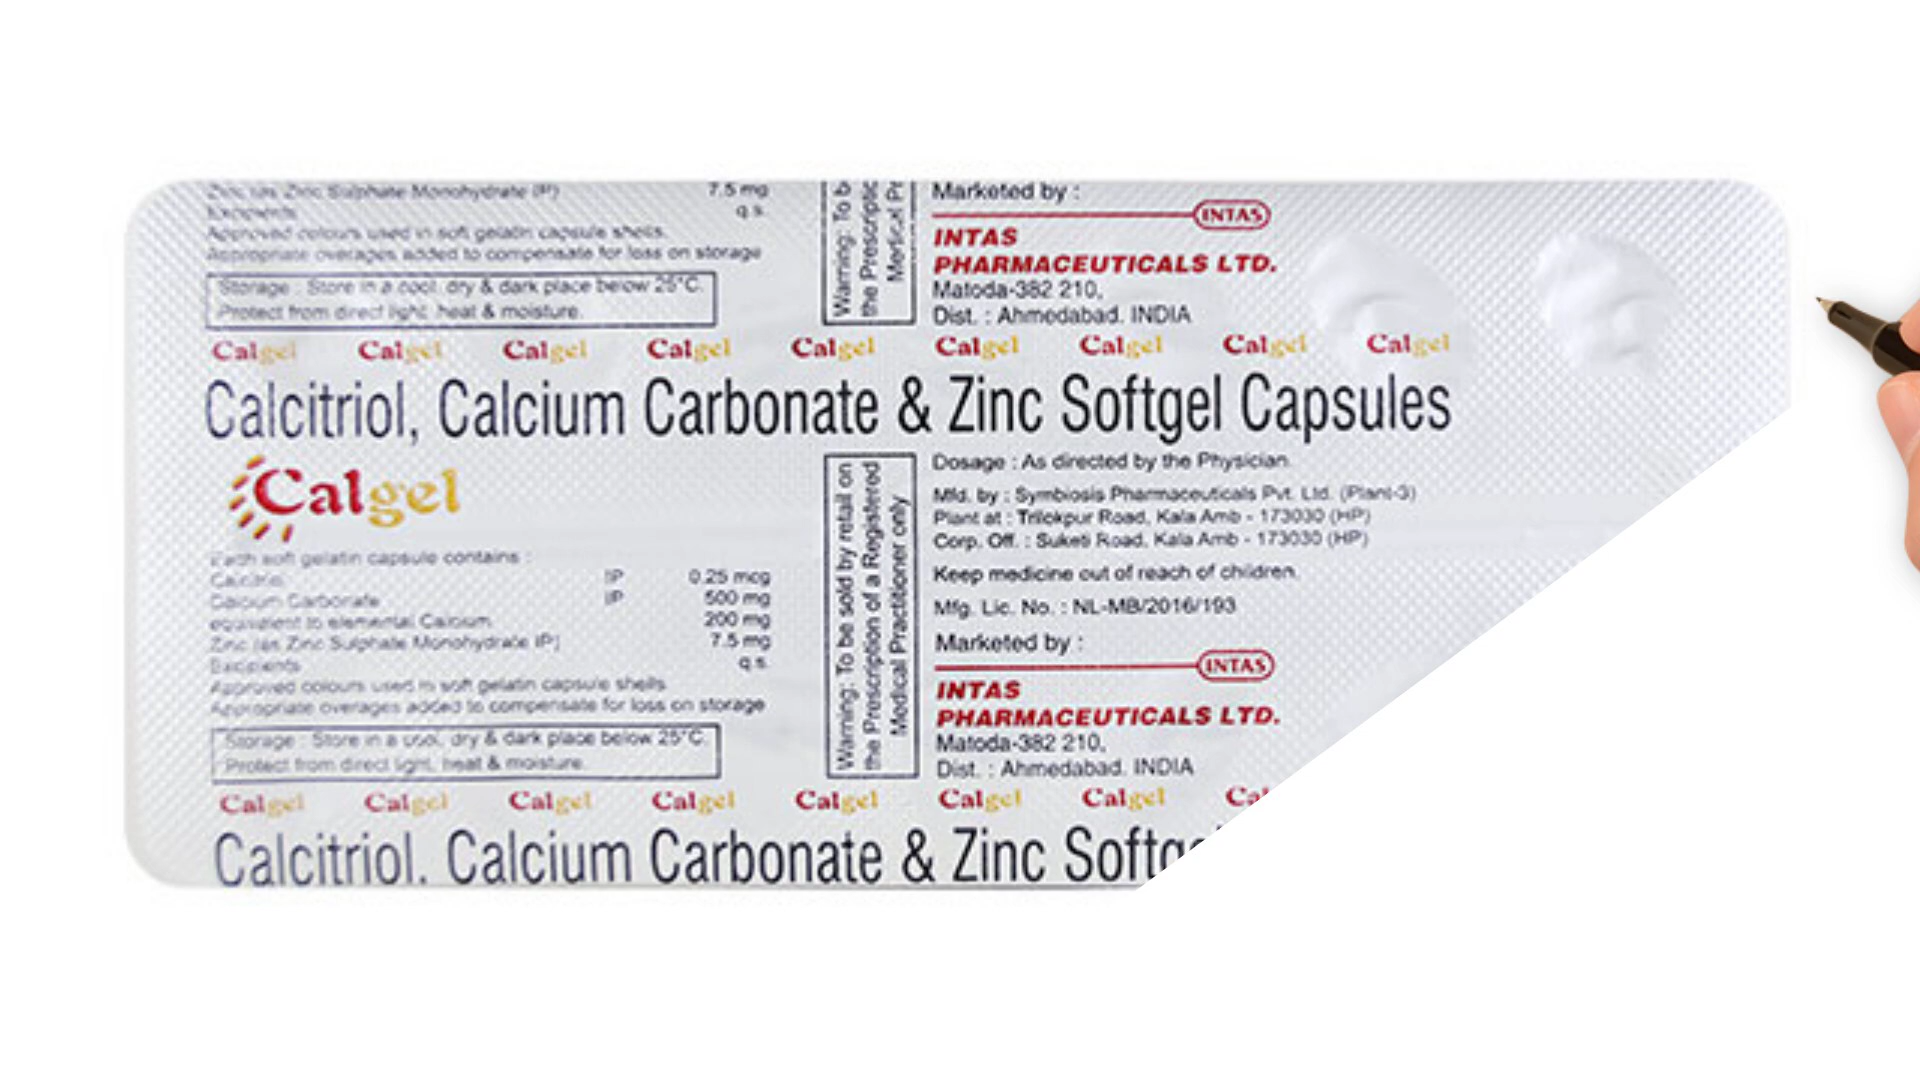 Zinc (as Zinc Sulphate Monohydrate IP) 7.5 mg
Excipients q.s.
Approved colours used in soft gelatin capsule shells.
Appropriate overages added to compensate for loss on storage
Storage : Store in a cool, dry & dark place below 25°C.
Protect from direct light, heat & moisture.
Warning: To b
the Prescriptio
Medical Pr
Marketed by :
INTAS
INTAS
PHARMACEUTICALS LTD.
Matoda-382 210,
Dist. : Ahmedabad. INDIA
Calgel Calgel Calgel Calgel Calgel Calgel Calgel Calgel Calgel
Calcitriol, Calcium Carbonate & Zinc Softgel Capsules
Calgel
Each soft gelatin capsule contains :
Calcitriol IP 0.25 mcg
Calcium Carbonate IP 500 mg
equivalent to elemental Calcium 200 mg
Zinc (as Zinc Sulphate Monohydrate IP) 7.5 mg
Excipients q.s.
Approved colours used in soft gelatin capsule shells
Appropriate overages added to compensate for loss on storage
Storage : Store in a cool, dry & dark place below 25°C.
Protect from direct light, heat & moisture.
Warning: To be sold by retail on
the Prescription of a Registered
Medical Practitioner only
Dosage : As directed by the Physician.
Mfd. by : Symbiosis Pharmaceuticals Pvt. Ltd. (Plant-3)
Plant at : Trilokpur Road, Kala Amb - 173030 (HP)
Corp. Off. : Suketi Road, Kala Amb - 173030 (HP)
Keep medicine out of reach of children.
Mfg. Lic. No. : NL-MB/2016/193
Marketed by :
INTAS
INTAS
PHARMACEUTICALS LTD.
Matoda-382 210,
Dist. : Ahmedabad. INDIA
Calgel Calgel Calgel Calgel Calgel Calgel Calgel Cal
Calcitriol, Calcium Carbonate & Zinc Softge